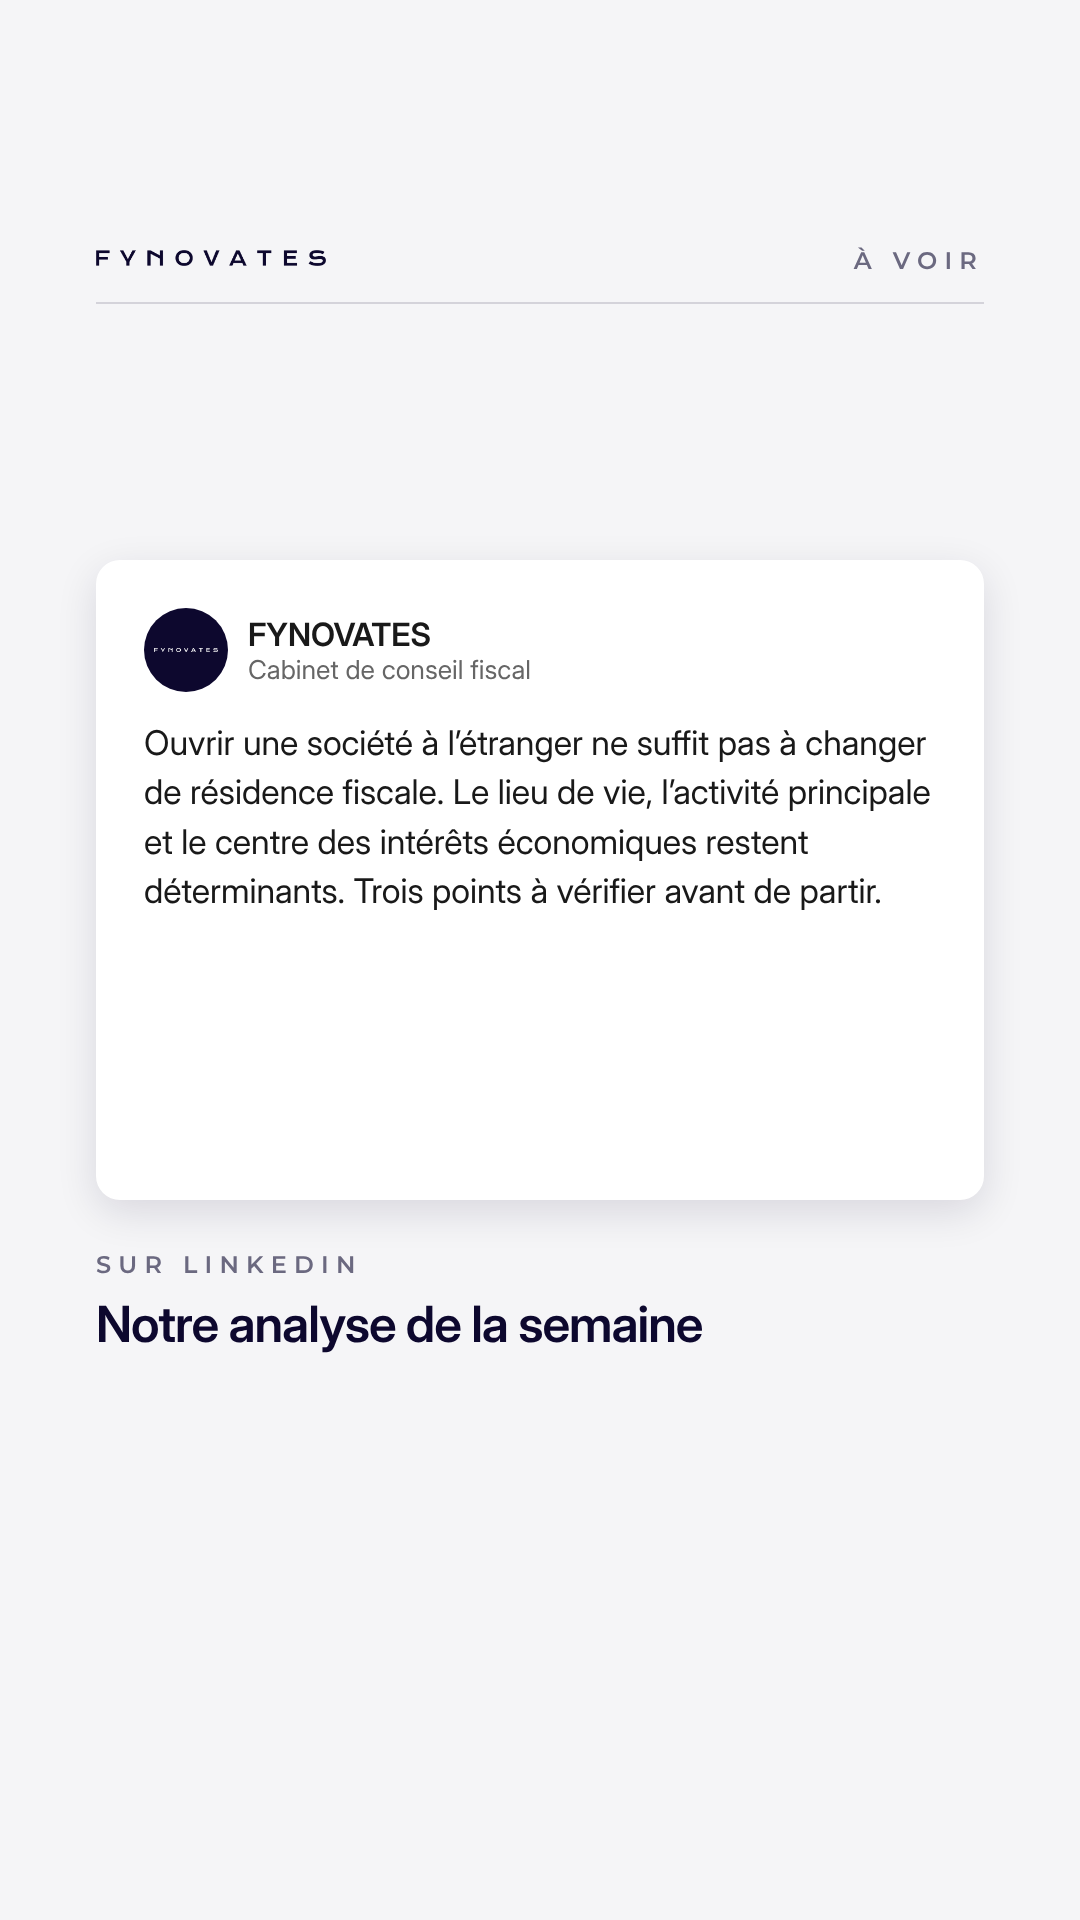 FYNOVATES
À VOIR
FYNOVATES
FYNOVATES
Cabinet de conseil fiscal
Ouvrir une société à l’étranger ne suffit pas à changer
de résidence fiscale. Le lieu de vie, l’activité principale
et le centre des intérêts économiques restent
déterminants. Trois points à vérifier avant de partir.
SUR LINKEDIN
Notre analyse de la semaine